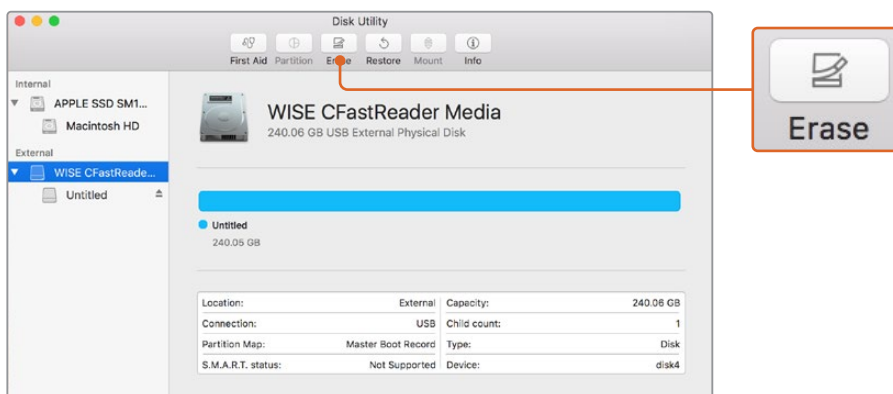 Disk Utility
First Aid Partition Erase Restore Mount Info
Erase
Internal
APPLE SSD SM1...
Macintosh HD
External
WISE CFastReade...
Untitled
WISE CFastReader Media
240.06 GB USB External Physical Disk
Untitled
240.05 GB
Location: External Capacity: 240.06 GB
Connection: USB Child count: 1
Partition Map: Master Boot Record Type: Disk
S.M.A.R.T. status: Not Supported Device: disk4